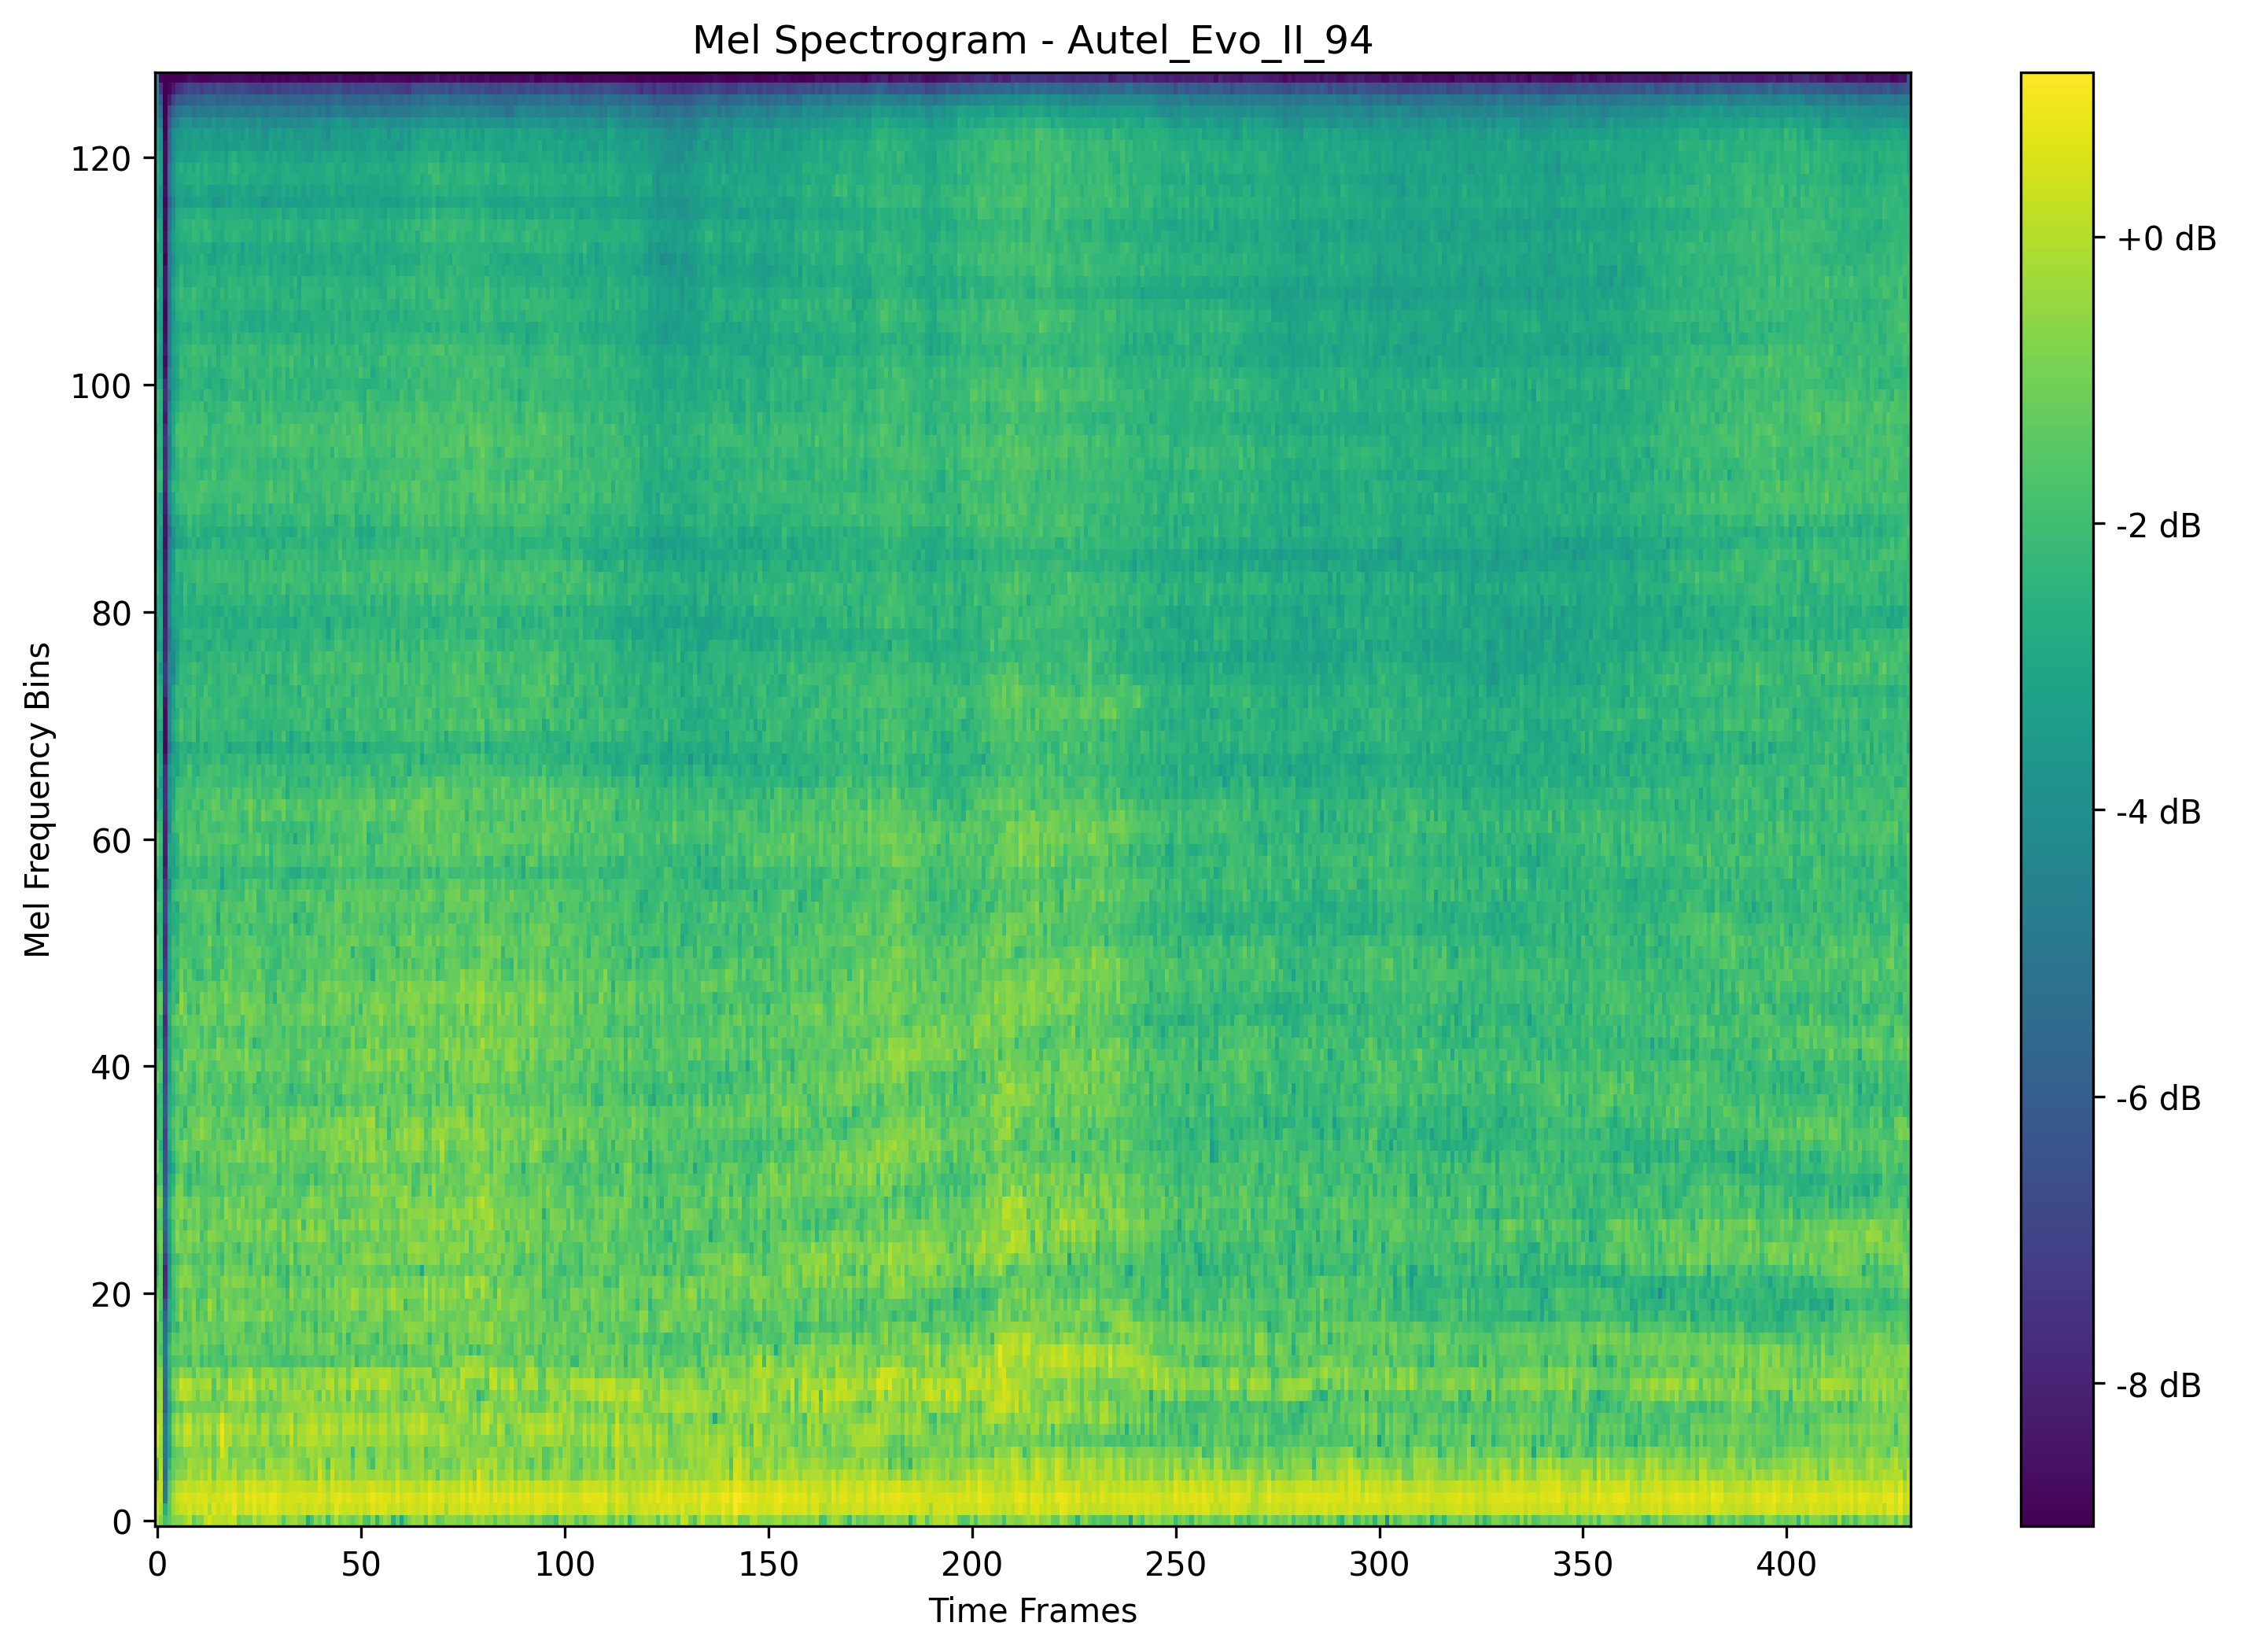 Mel Spectrogram - Autel_Evo_II_94
Mel Frequency Bins
120
100
80
60
40
20
0
0 50 100 150 200 250 300 350 400
Time Frames
+0 dB
-2 dB
-4 dB
-6 dB
-8 dB